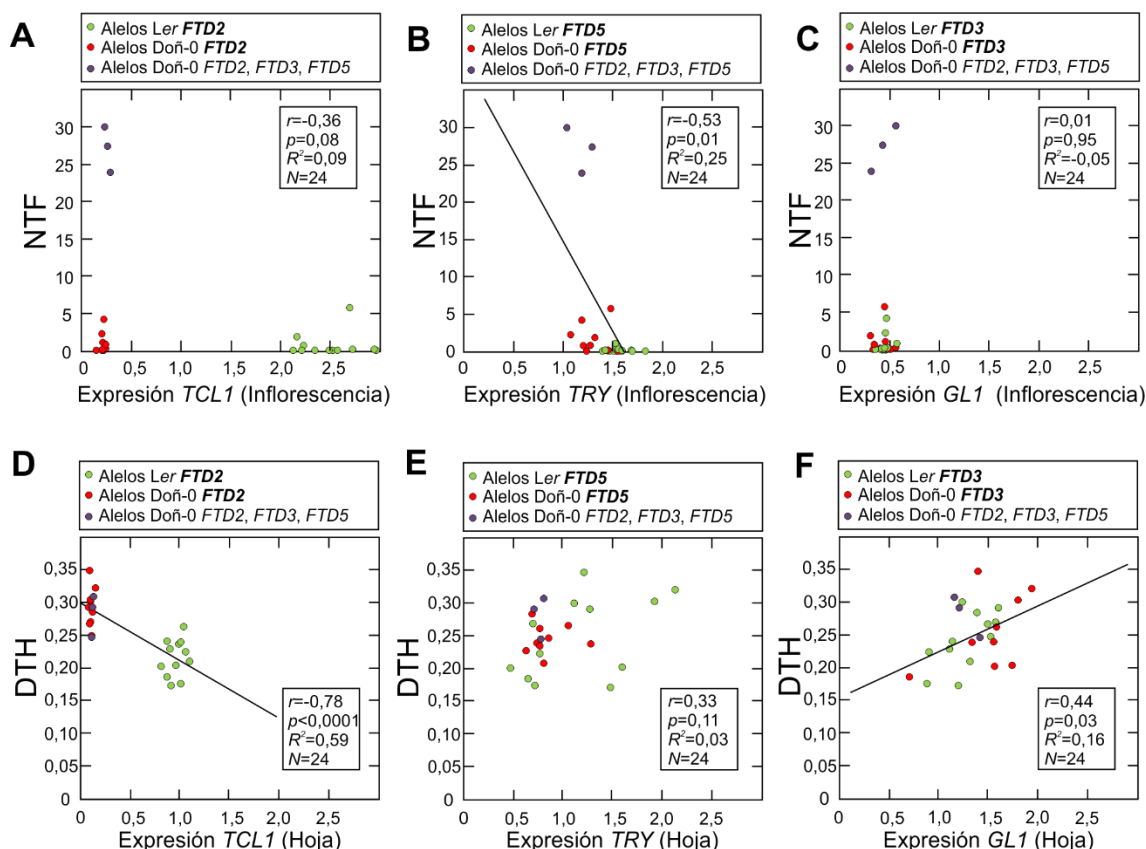 A
Alelos Ler FTD2
Alelos Doñ-0 FTD2
Alelos Doñ-0 FTD2, FTD3, FTD5
0 0,5 1,0 1,5 2,0 2,5
NTF
30
25
20
15
10
5
0
r=-0,36
p=0,08
R²=0,09
N=24
Expresión TCL1 (Inflorescencia)
B
Alelos Ler FTD5
Alelos Doñ-0 FTD5
Alelos Doñ-0 FTD2, FTD3, FTD5
0 0,5 1,0 1,5 2,0 2,5
NTF
30
25
20
15
10
5
0
r=-0,53
p=0,01
R²=0,25
N=24
Expresión TRY (Inflorescencia)
C
Alelos Ler FTD3
Alelos Doñ-0 FTD3
Alelos Doñ-0 FTD2, FTD3, FTD5
0 0,5 1,0 1,5 2,0 2,5
NTF
30
25
20
15
10
5
0
r=0,01
p=0,95
R²=-0,05
N=24
Expresión GL1 (Inflorescencia)
D
Alelos Ler FTD2
Alelos Doñ-0 FTD2
Alelos Doñ-0 FTD2, FTD3, FTD5
DTH
0,35
0,30
0,25
0,20
0,15
0,10
0,05
0
r=-0,78
p<0,0001
R²=0,59
N=24
0 0,5 1,0 1,5 2,0 2,5
Expresión TCL1 (Hoja)
E
Alelos Ler FTD5
Alelos Doñ-0 FTD5
Alelos Doñ-0 FTD2, FTD3, FTD5
DTH
0,35
0,30
0,25
0,20
0,15
0,10
0,05
0
r=0,33
p=0,11
R²=0,03
N=24
0 0,5 1,0 1,5 2,0 2,5
Expresión TRY (Hoja)
F
Alelos Ler FTD3
Alelos Doñ-0 FTD3
Alelos Doñ-0 FTD2, FTD3, FTD5
DTH
0,35
0,30
0,25
0,20
0,15
0,10
0,05
0
r=0,44
p=0,03
R²=0,16
N=24
0 0,5 1,0 1,5 2,0 2,5
Expresión GL1 (Hoja)